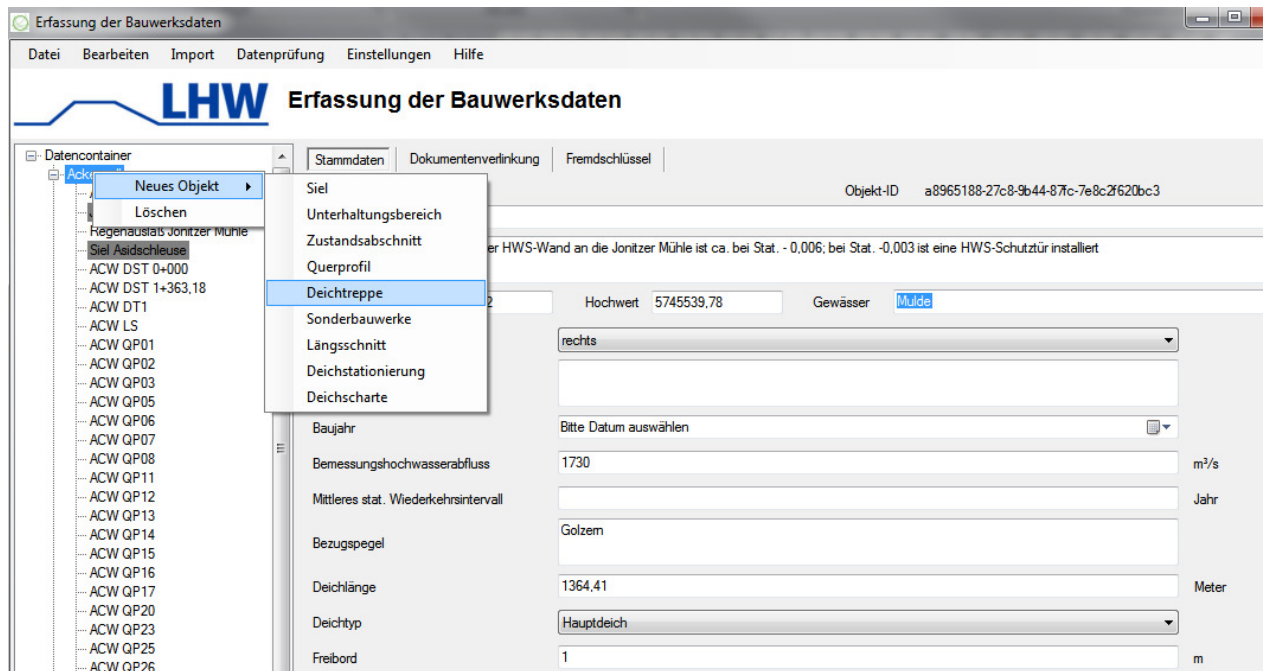 Erfassung der Bauwerksdaten
Datei Bearbeiten Import Datenprüfung Einstellungen Hilfe
LHW Erfassung der Bauwerksdaten
Datencontainer
Neues Objekt
Löschen
Regenauslaß Jonitzer Mühle
Siel Asidschleuse
ACW DST 0+000
ACW DST 1+363,18
ACW DT1
ACW LS
ACW QP01
ACW QP02
ACW QP03
ACW QP05
ACW QP06
ACW QP07
ACW QP08
ACW QP11
ACW QP12
ACW QP13
ACW QP14
ACW QP15
ACW QP16
ACW QP17
ACW QP20
ACW QP23
ACW QP25
ACW QP26
Siel
Unterhaltungsbereich
Zustandsabschnitt
Querprofil
Deichtreppe
Sonderbauwerke
Längsschnitt
Deichstationierung
Deichscharte
Stammdaten Dokumentenverlinkung Fremdschlüssel
Objekt-ID a8965188-27c8-9b44-87fc-7e8c2f620bc3
er HWS-Wand an die Jonitzer Mühle ist ca. bei Stat. - 0,006; bei Stat. -0,003 ist eine HWS-Schutztür installiert
2 Hochwert 5745539,78 Gewässer Mulde
rechts
Baujahr Bitte Datum auswählen
Bemessungshochwasserabfluss 1730 m³/s
Mittleres stat. Wiederkehrsintervall Jahr
Bezugspegel Golzern
Deichlänge 1364,41 Meter
Deichtyp Hauptdeich
Freibord 1 m